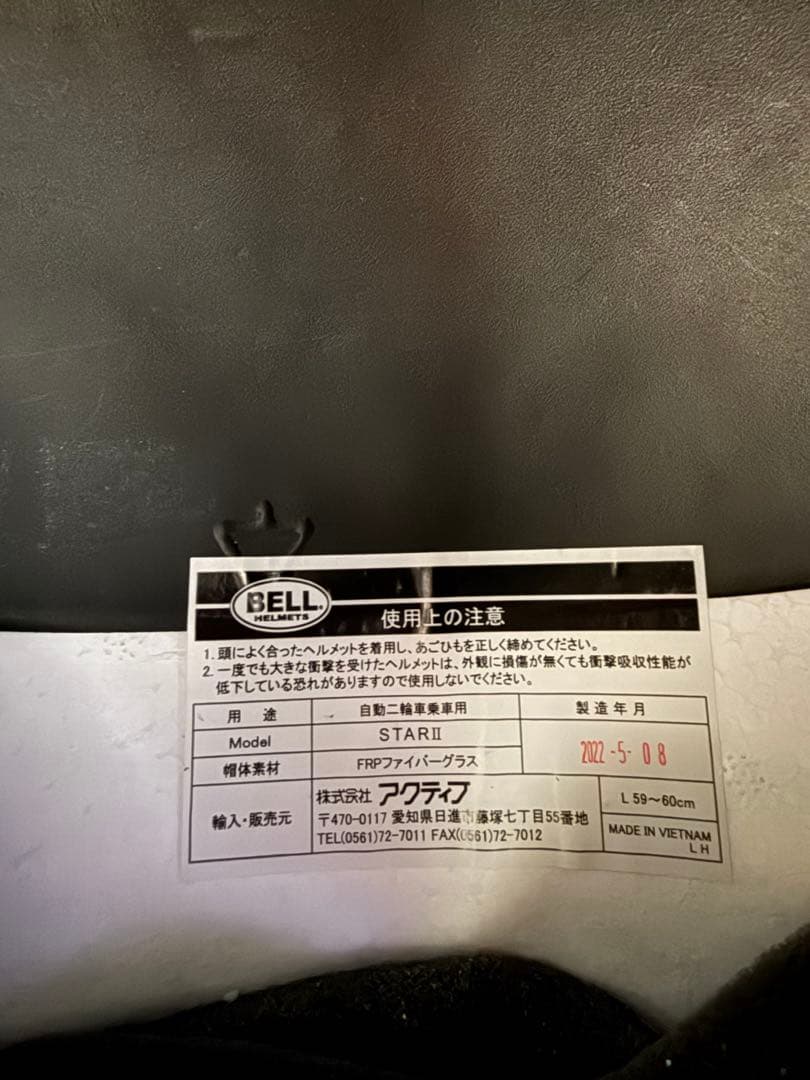 BELL.
HELMETS
使用上の注意
1. 頭によく合ったヘルメットを着用し、あごひもを正しく締めてください。
2. 一度でも大きな衝撃を受けたヘルメットは、外観に損傷が無くても衝撃吸収性能が
低下している恐れがありますので使用しないでください。
用 途 自動二輪車乗車用 製造年月
Model STARII 2022-5-08
帽体素材 FRPファイバーグラス
輸入・販売元 株式会社 アクティブ
〒470-0117 愛知県日進市藤塚七丁目55番地
TEL(0561)72-7011 FAX(0561)72-7012
L 59～60cm
MADE IN VIETNAM
LH